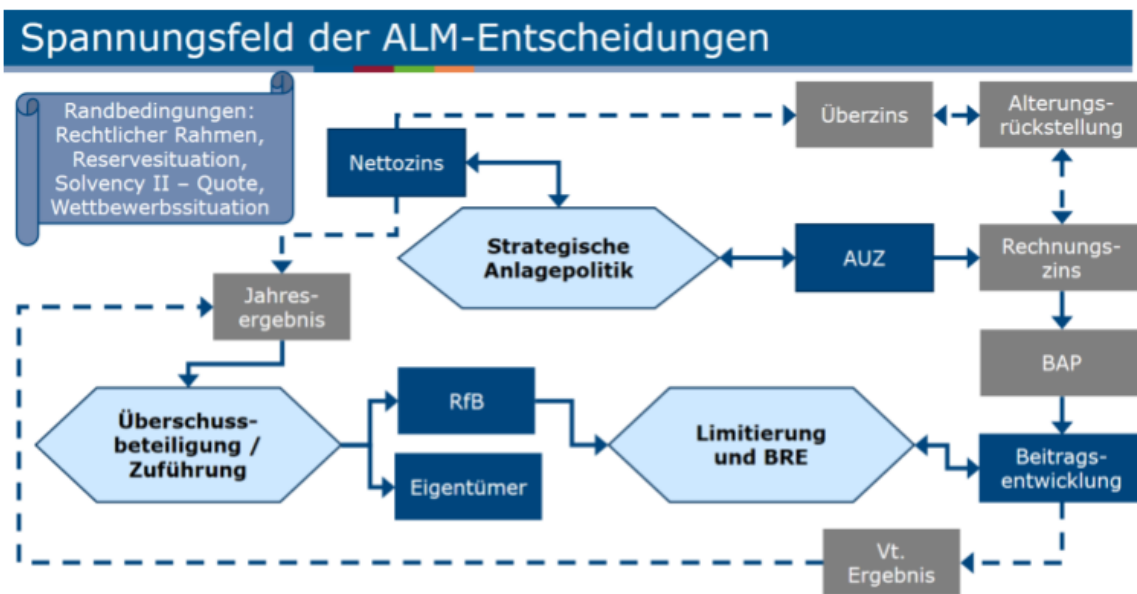 Spannungsfeld der ALM-Entscheidungen
Randbedingungen:
Rechtlicher Rahmen,
Reservesituation,
Solvency II – Quote,
Wettbewerbssituation
Nettozins
Überzins
Alterungs-
rückstellung
Strategische
Anlagepolitik
AUZ
Rechnungs-
zins
Jahres-
ergebnis
BAP
Überschuss-
beteiligung /
Zuführung
RfB
Eigentümer
Limitierung
und BRE
Beitrags-
entwicklung
Vt.
Ergebnis